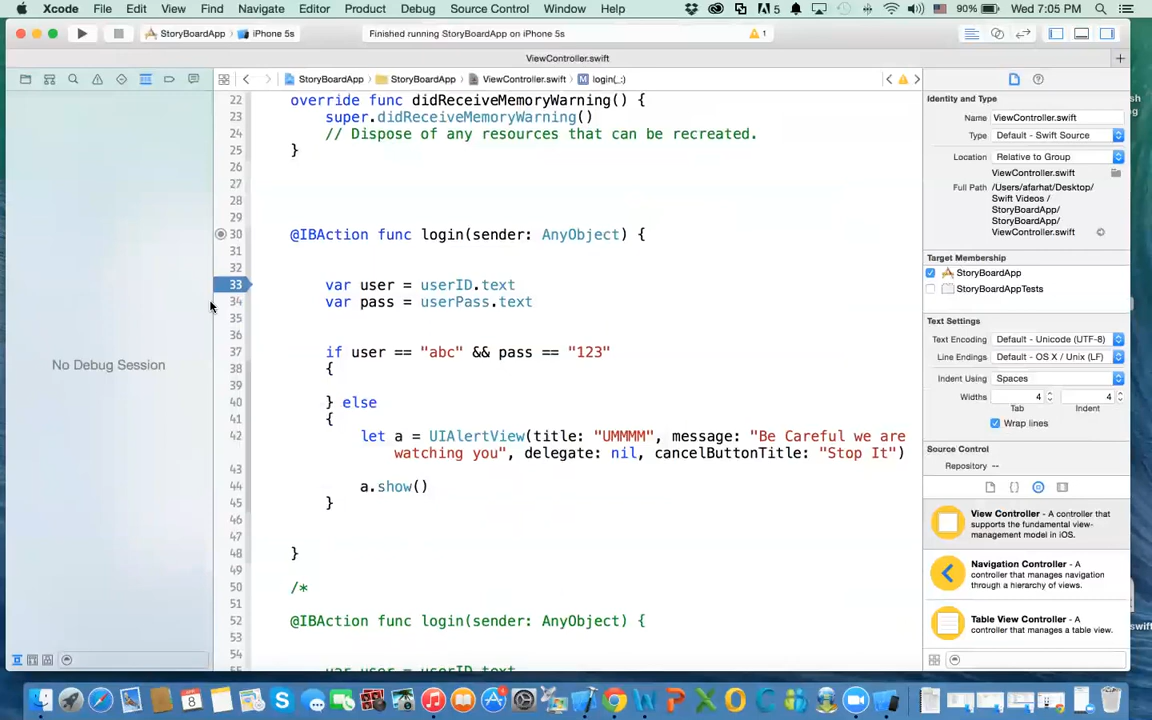 Xcode File Edit View Find Navigate Editor Product Debug Source Control Window Help 5 90% Wed 7:05 PM
StoryBoardApp iPhone 5s Finished running StoryBoardApp on iPhone 5s 1
ViewController.swift
StoryBoardApp StoryBoardApp ViewController.swift M login(_:)
22 override func didReceiveMemoryWarning() {
23 super.didReceiveMemoryWarning()
24 // Dispose of any resources that can be recreated.
25 }
26
27
28
29
30 @IBAction func login(sender: AnyObject) {
31
32
33 var user = userID.text
34 var pass = userPass.text
35
36
37 if user == "abc" && pass == "123"
38 {
39
40 } else
41 {
42 let a = UIAlertView(title: "UMMMM", message: "Be Careful we are
watching you", delegate: nil, cancelButtonTitle: "Stop It")
43
44 a.show()
45 }
46
47
48 }
49
50 /*
51
52 @IBAction func login(sender: AnyObject) {
53
54
55 var user = userID.text
No Debug Session
Identity and Type
Name ViewController.swift
Type Default - Swift Source
Location Relative to Group
ViewController.swift
Full Path /Users/afarhat/Desktop/
Swift Videos /
StoryBoardApp/
StoryBoardApp/
ViewController.swift
Target Membership
StoryBoardApp
StoryBoardAppTests
Text Settings
Text Encoding Default - Unicode (UTF-8)
Line Endings Default - OS X / Unix (LF)
Indent Using Spaces
Widths 4 4
Tab Indent
Wrap lines
Source Control
Repository --
{}
View Controller - A controller that
supports the fundamental view-
management model in iOS.
Navigation Controller - A
controller that manages navigation
through a hierarchy of views.
Table View Controller - A
controller that manages a table view.